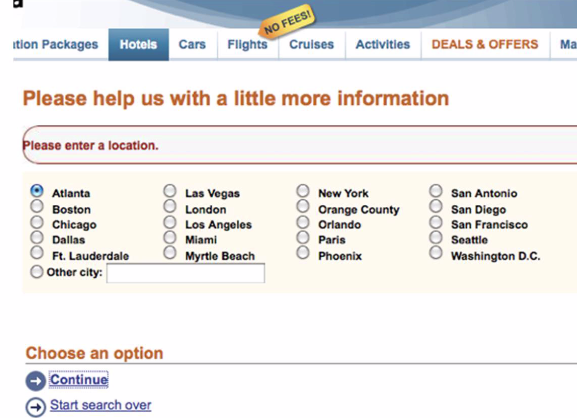 NO FEES!
tion Packages Hotels Cars Flights Cruises Activities DEALS & OFFERS Ma
Please help us with a little more information
Please enter a location.
Atlanta Las Vegas New York San Antonio
Boston London Orange County San Diego
Chicago Los Angeles Orlando San Francisco
Dallas Miami Paris Seattle
Ft. Lauderdale Myrtle Beach Phoenix Washington D.C.
Other city:
Choose an option
Continue
Start search over